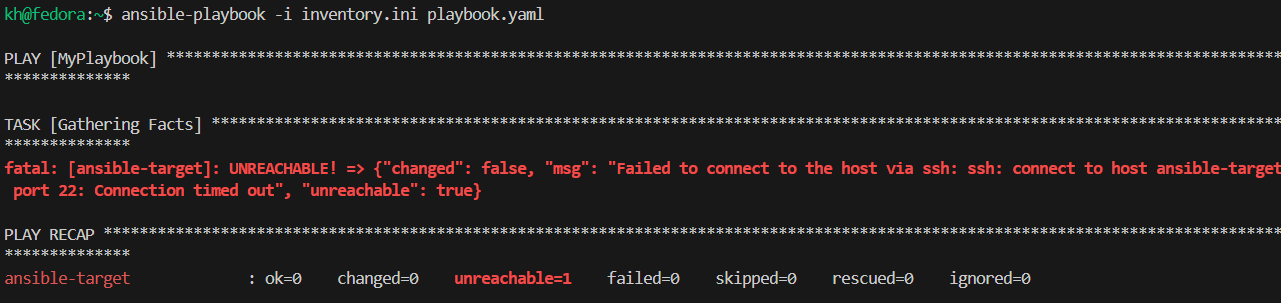 kh@fedora:~$ ansible-playbook -i inventory.ini playbook.yaml
PLAY [MyPlaybook] ****************************************************************************************************************************
**************
TASK [Gathering Facts] ***********************************************************************************************************************
**************
fatal: [ansible-target]: UNREACHABLE! => {"changed": false, "msg": "Failed to connect to the host via ssh: ssh: connect to host ansible-target
port 22: Connection timed out", "unreachable": true}
PLAY RECAP ***********************************************************************************************************************************
**************
ansible-target : ok=0 changed=0 unreachable=1 failed=0 skipped=0 rescued=0 ignored=0